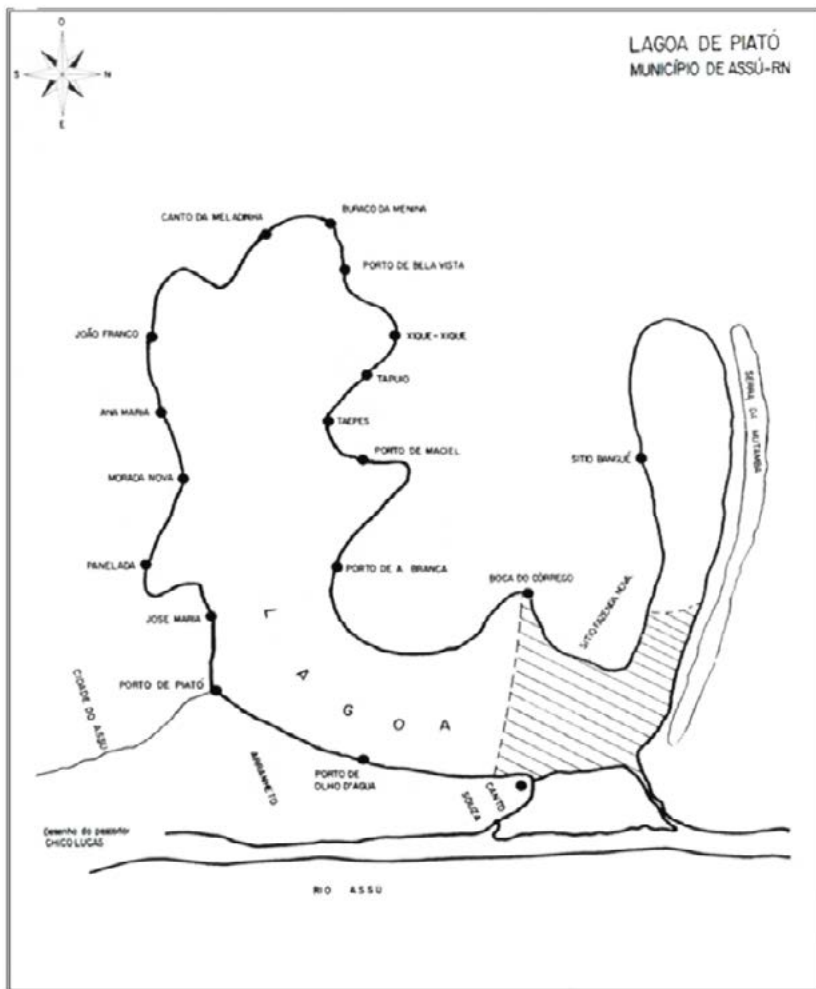 O
S
N
E
LAGOA DE PIATÓ
MUNICÍPIO DE ASSÚ-RN
CANTO DA MELADINHA
BURACO DA MENINA
PORTO DE BELA VISTA
JOÃO FRANCO
XIQUE-XIQUE
TAPUIO
ANA MARIA
TAEPES
PORTO DE MACIEL
SITIO BANGUÊ
SERRA DA MUTAMBA
MORADA NOVA
PANELADA
PORTO DE A. BRANCA
BOCA DO CÓRREGO
SITIO FAZENDA NOVA
JOSE MARIA
LAGOA
PORTO DE PIATÓ
CIDADE DO ASSU
ARRANHETO
PORTO DE
OLHO D'AGUA
CANTO
SOUZA
Desenho do pescador
CHICO LUCAS
RIO ASSU